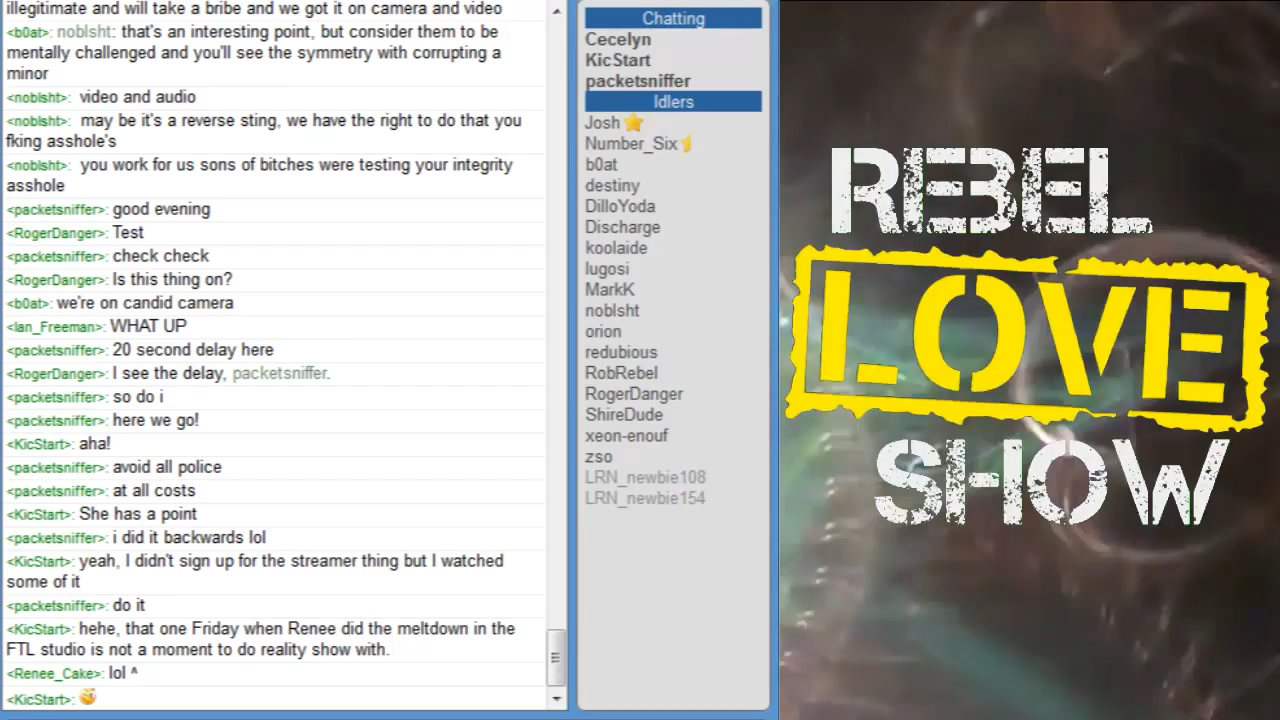 illegitimate and will take a bribe and we got it on camera and video
<b0at>: noblsht: that's an interesting point, but consider them to be
mentally challenged and you'll see the symmetry with corrupting a
minor
<noblsht>: video and audio
<noblsht>: may be it's a reverse sting, we have the right to do that you
fking asshole's
<noblsht>: you work for us sons of bitches were testing your integrity
asshole
<packetsniffer>: good evening
<RogerDanger>: Test
<packetsniffer>: check check
<RogerDanger>: Is this thing on?
<b0at>: we're on candid camera
<Ian_Freeman>: WHAT UP
<packetsniffer>: 20 second delay here
<RogerDanger>: I see the delay, packetsniffer.
<packetsniffer>: so do i
<packetsniffer>: here we go!
<KicStart>: aha!
<packetsniffer>: avoid all police
<packetsniffer>: at all costs
<KicStart>: She has a point
<packetsniffer>: i did it backwards lol
<KicStart>: yeah, I didn't sign up for the streamer thing but I watched
some of it
<packetsniffer>: do it
<KicStart>: hehe, that one Friday when Renee did the meltdown in the
FTL studio is not a moment to do reality show with.
<Renee_Cake>: lol ^
<KicStart>:
Chatting
Cecelyn
KicStart
packetsniffer
Idlers
Josh
Number_Six
b0at
destiny
DilloYoda
Discharge
koolaide
lugosi
MarkK
noblsht
orion
redubious
RobRebel
RogerDanger
ShireDude
xeon-enouf
zso
LRN_newbie108
LRN_newbie154
REBEL
LOVE
SHOW